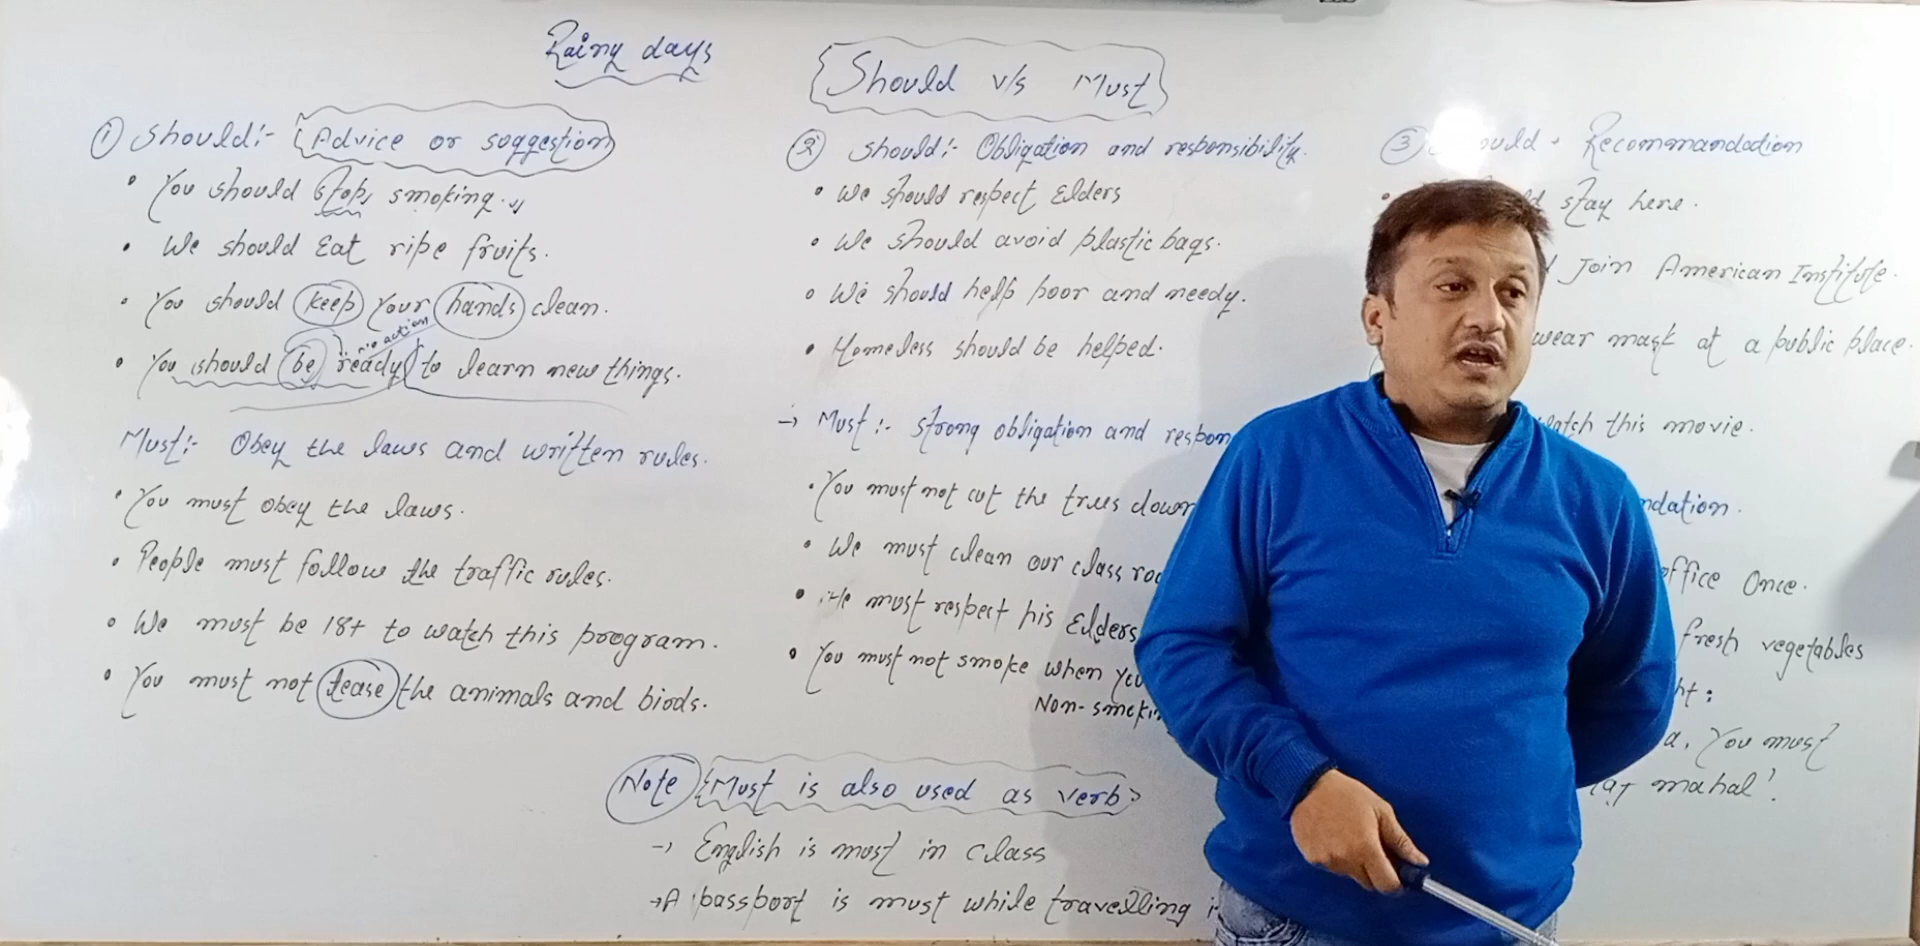 Rainy days
Should v/s Must
① Should:- Advice or suggestion
• You should stop smoking.
• We should Eat ripe fruits.
• You should keep your hands clean.
no action
• You should be ready to learn new things.
Must:- Obey the laws and written rules.
• You must obey the laws.
• People must follow the traffic rules.
• We must be 18+ to watch this program.
• You must not tease the animals and birds.
② Should:- Obligation and responsibility.
• We should respect Elders
• We should avoid plastic bags.
• We should help poor and needy.
• Homeless should be helped.
→ Must:- Strong obligation and respon
• You must not cut the trees down
• We must clean our class roo
• He must respect his Elders
• You must not smoke when you
Non-smokin
③ ould - Recommandadion
stay here.
Join American Institute.
wear mask at a public place.
watch this movie.
ndation.
office Once.
fresh vegetables
ht:
a, You must
Taj mahal'.
Note Must is also used as verb
→ English is must in class
→ A passport is must while travelling i